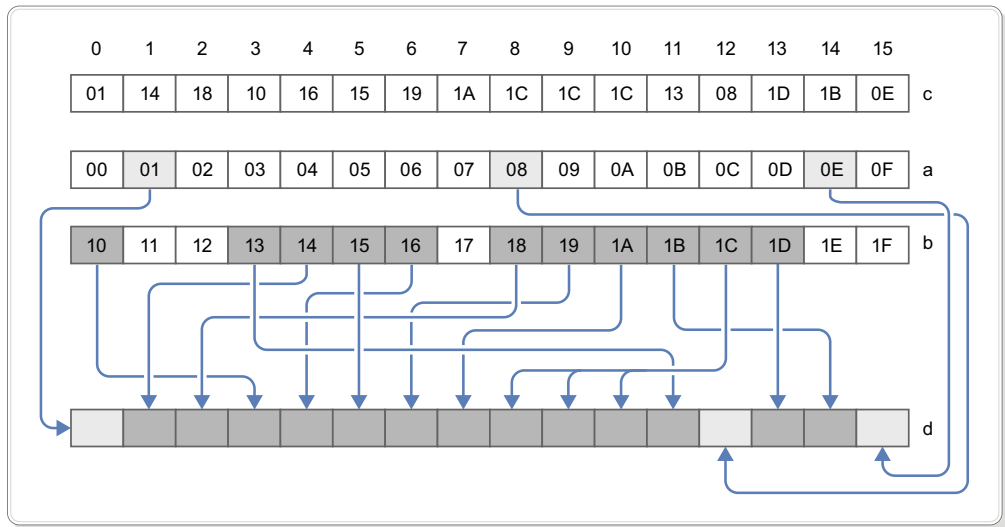 0 1 2 3 4 5 6 7 8 9 10 11 12 13 14 15
01 14 18 10 16 15 19 1A 1C 1C 1C 13 08 1D 1B 0E c
00 01 02 03 04 05 06 07 08 09 0A 0B 0C 0D 0E 0F a
10 11 12 13 14 15 16 17 18 19 1A 1B 1C 1D 1E 1F b
d